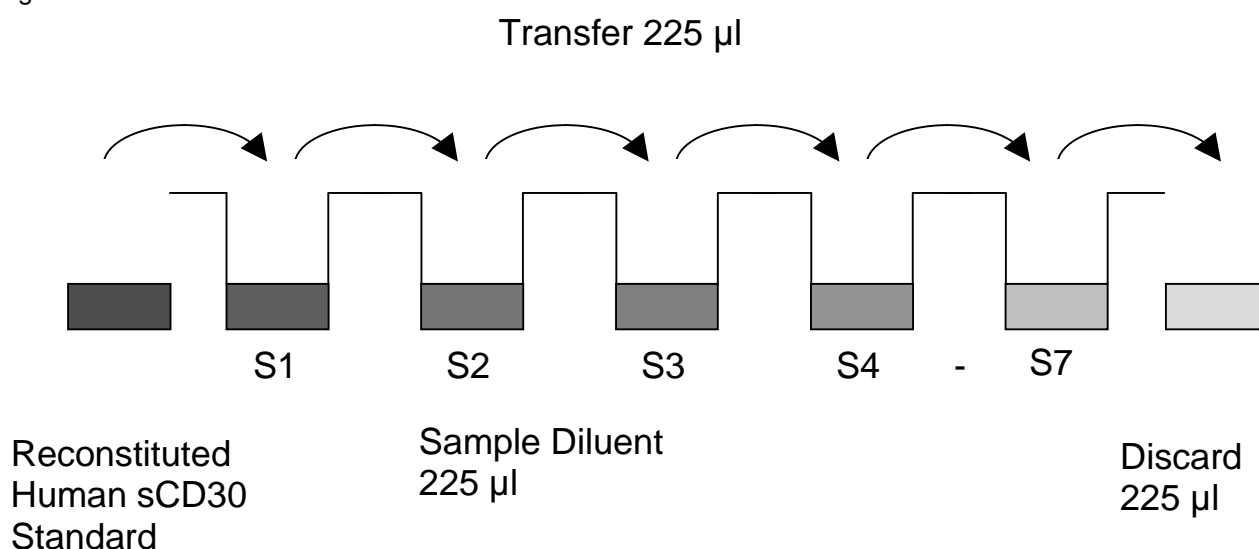 Transfer 225 µl
S1 S2 S3 S4 - S7
Reconstituted
Human sCD30
Standard
Sample Diluent
225 µl
Discard
225 µl